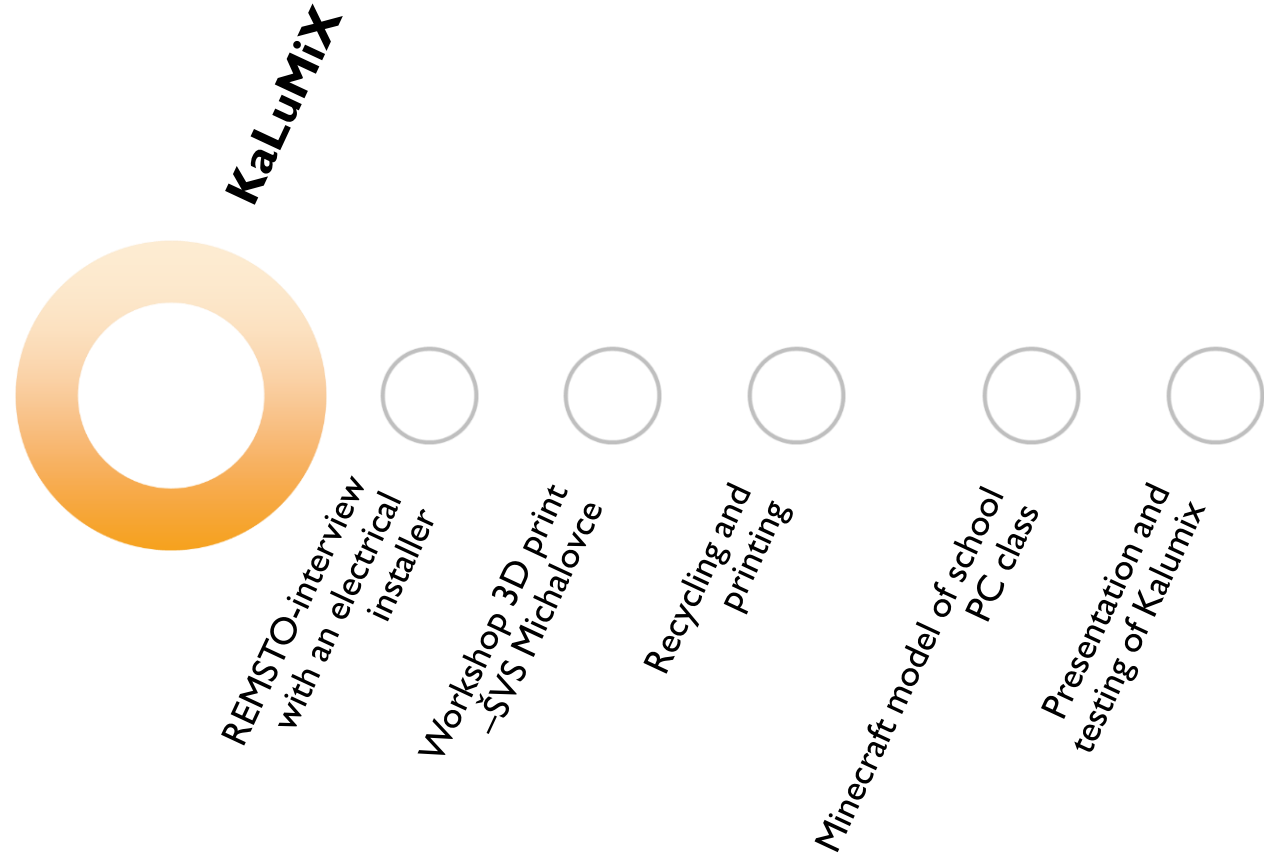 KaLuMiX
REMSTO-interview
with an electrical
installer
Workshop 3D print
–ŠVS Michalovce
Recycling and
printing
Minecraft model of school
PC class
Presentation and
testing of Kalumix